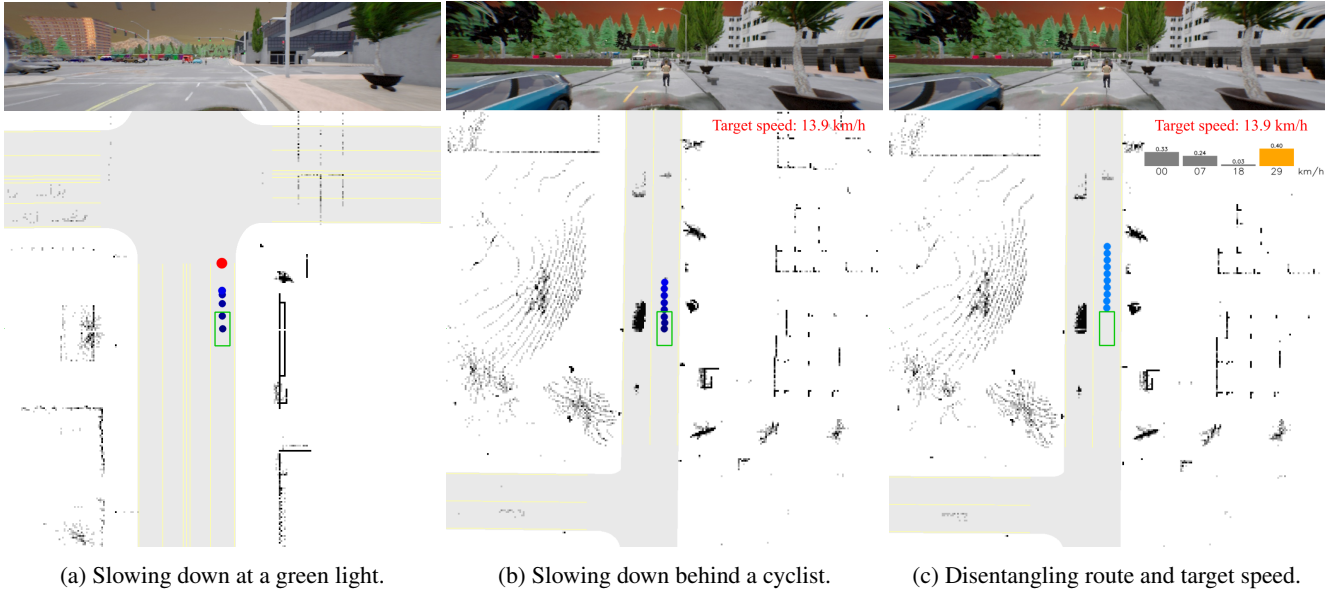 Target speed: 13.9 km/h
Target speed: 13.9 km/h
0.33 0.24 0.03 0.40
00 07 18 29 km/h
(a) Slowing down at a green light.
(b) Slowing down behind a cyclist.
(c) Disentangling route and target speed.